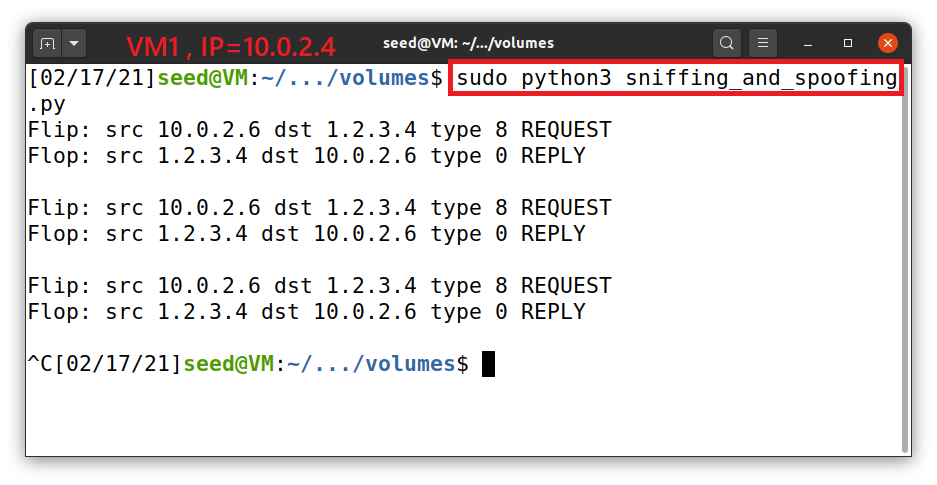 VM1 , IP=10.0.2.4
seed@VM: ~/.../volumes
[02/17/21]seed@VM:~/.../volumes$ sudo python3 sniffing_and_spoofing
.py
Flip: src 10.0.2.6 dst 1.2.3.4 type 8 REQUEST
Flop: src 1.2.3.4 dst 10.0.2.6 type 0 REPLY
Flip: src 10.0.2.6 dst 1.2.3.4 type 8 REQUEST
Flop: src 1.2.3.4 dst 10.0.2.6 type 0 REPLY
Flip: src 10.0.2.6 dst 1.2.3.4 type 8 REQUEST
Flop: src 1.2.3.4 dst 10.0.2.6 type 0 REPLY
^C[02/17/21]seed@VM:~/.../volumes$